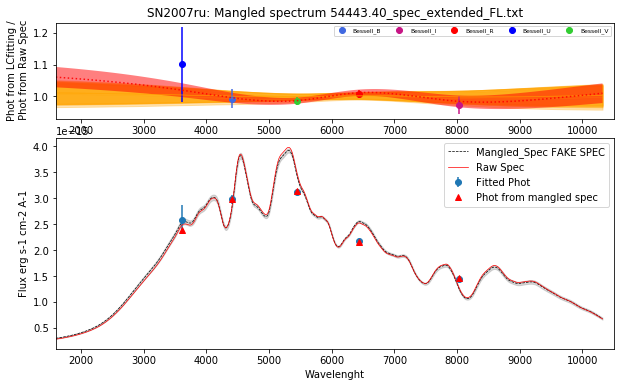 SN2007ru: Mangled spectrum 54443.40_spec_extended_FL.txt
Phot from LCfitting /
Phot from Raw Spec
1.2
1.1
1.0
Bessell_B
Bessell_I
Bessell_R
Bessell_U
Bessell_V
2000 3000 4000 5000 6000 7000 8000 9000 10000
Flux erg s-1 cm-2 A-1
4.0
3.5
3.0
2.5
2.0
1.5
1.0
0.5
Mangled_Spec FAKE SPEC
Raw Spec
Fitted Phot
Phot from mangled spec
2000 3000 4000 5000 6000 7000 8000 9000 10000
Wavelenght